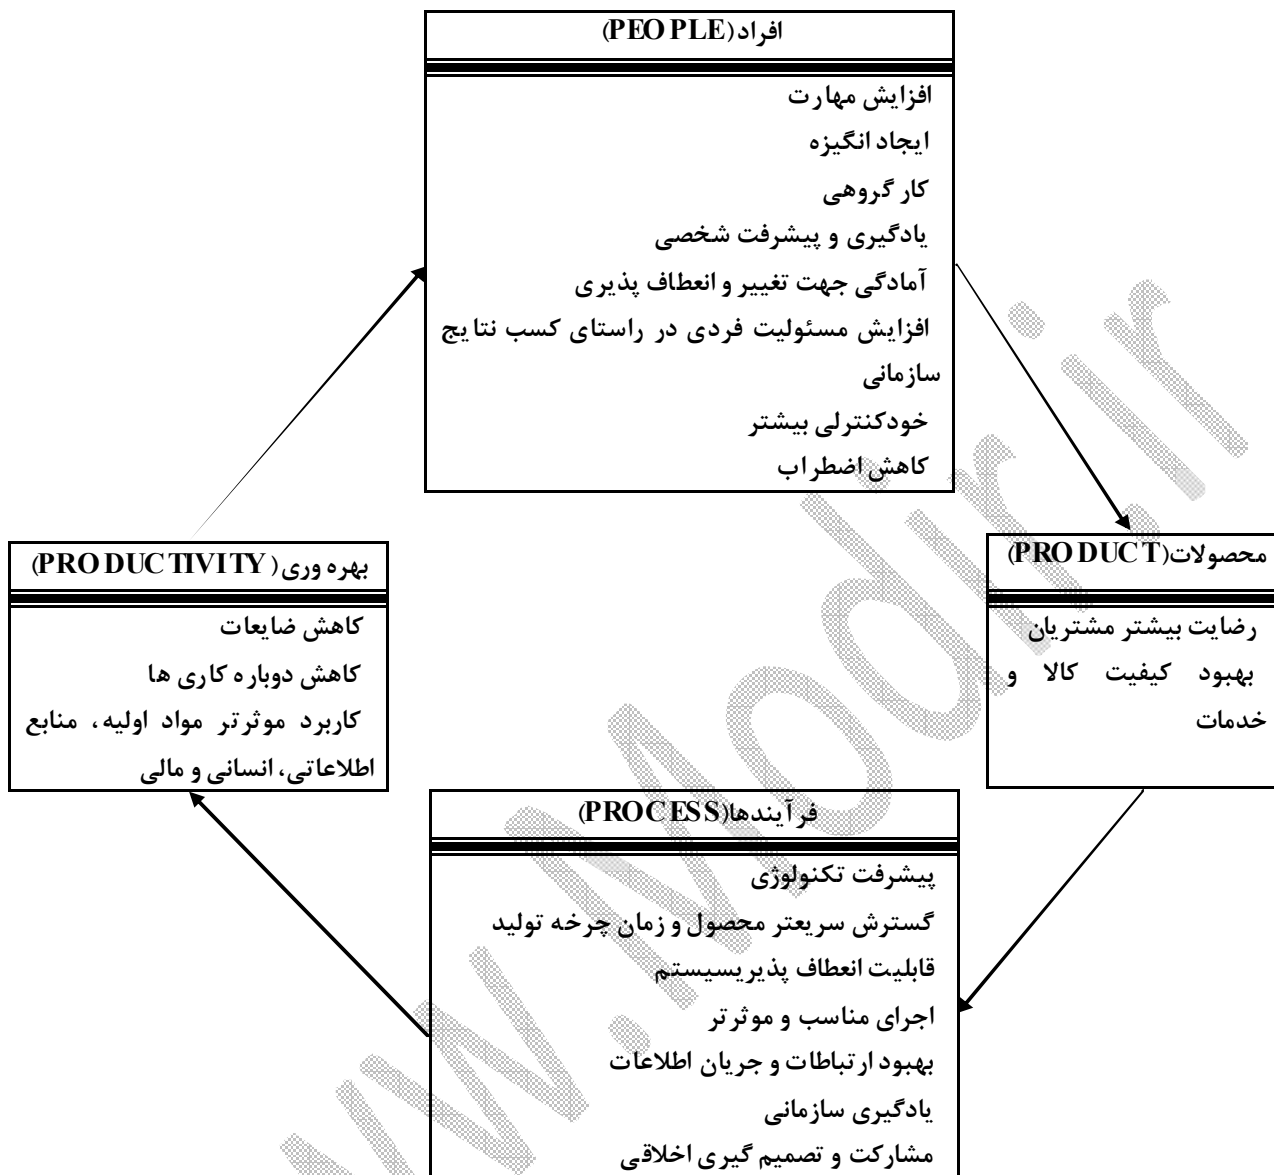 افراد(PEOPLE)
افزایش مهارت
ایجاد انگیزه
کار گروهی
یادگیری و پیشرفت شخصی
آمادگی جهت تغییر و انعطاف پذیری
افزایش مسئولیت فردی در راستای کسب نتایج
سازمانی
خودکنترلی بیشتر
کاهش اضطراب
محصولات(PRODUCT)
رضایت بیشتر مشتریان
بهبود کیفیت کالا و
خدمات
بهره وری(PRODUCTIVITY)
کاهش ضایعات
کاهش دوباره کاری ها
کاربرد موثرتر مواد اولیه، منابع
اطلاعاتی، انسانی و مالی
فرآیندها(PROCESS)
پیشرفت تکنولوژی
گسترش سریعتر محصول و زمان چرخه تولید
قابلیت انعطاف پذیریسیستم
اجرای مناسب و موثرتر
بهبود ارتباطات و جریان اطلاعات
یادگیری سازمانی
مشارکت و تصمیم گیری اخلاقی
w.Modir.ir